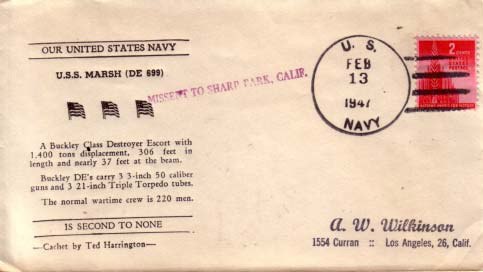 OUR UNITED STATES NAVY
U.S.S. MARSH (DE 699)
MISSENT TO SHARP PARK, CALIF.
U. S.
FEB
13
1947
NAVY
2 CENTS
A Buckley Class Destroyer Escort with
1,400 tons displacement, 306 feet in
length and nearly 37 feet at the beam.
Buckley DE's carry 3 3-inch 50 caliber
guns and 3 21-inch Triple Torpedo tubes.
The normal wartime crew is 220 men.
IS SECOND TO NONE
—Cachet by Ted Harrington—
A. W. Wilkinson
1554 Curran :: Los Angeles, 26, Calif.